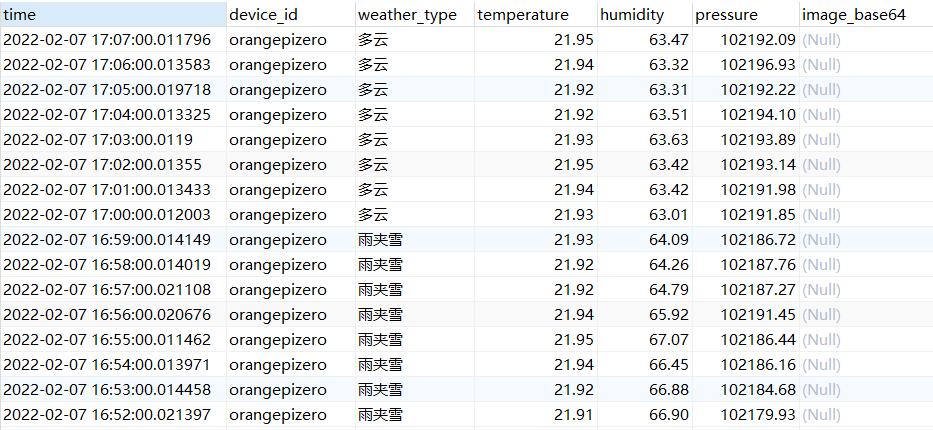 time device_id weather_type temperature humidity pressure image_base64
2022-02-07 17:07:00.011796 orangepizero 多云 21.95 63.47 102192.09 (Null)
2022-02-07 17:06:00.013583 orangepizero 多云 21.94 63.32 102196.93 (Null)
2022-02-07 17:05:00.019718 orangepizero 多云 21.92 63.31 102192.22 (Null)
2022-02-07 17:04:00.013325 orangepizero 多云 21.92 63.51 102194.10 (Null)
2022-02-07 17:03:00.0119 orangepizero 多云 21.93 63.63 102193.89 (Null)
2022-02-07 17:02:00.01355 orangepizero 多云 21.95 63.42 102193.14 (Null)
2022-02-07 17:01:00.013433 orangepizero 多云 21.94 63.42 102191.98 (Null)
2022-02-07 17:00:00.012003 orangepizero 多云 21.93 63.01 102191.85 (Null)
2022-02-07 16:59:00.014149 orangepizero 雨夹雪 21.93 64.09 102186.72 (Null)
2022-02-07 16:58:00.014019 orangepizero 雨夹雪 21.92 64.26 102187.76 (Null)
2022-02-07 16:57:00.021108 orangepizero 雨夹雪 21.92 64.79 102187.27 (Null)
2022-02-07 16:56:00.020676 orangepizero 雨夹雪 21.94 65.92 102191.45 (Null)
2022-02-07 16:55:00.011462 orangepizero 雨夹雪 21.95 67.07 102186.44 (Null)
2022-02-07 16:54:00.013971 orangepizero 雨夹雪 21.94 66.45 102186.16 (Null)
2022-02-07 16:53:00.014458 orangepizero 雨夹雪 21.92 66.88 102184.68 (Null)
2022-02-07 16:52:00.021397 orangepizero 雨夹雪 21.91 66.90 102179.93 (Null)